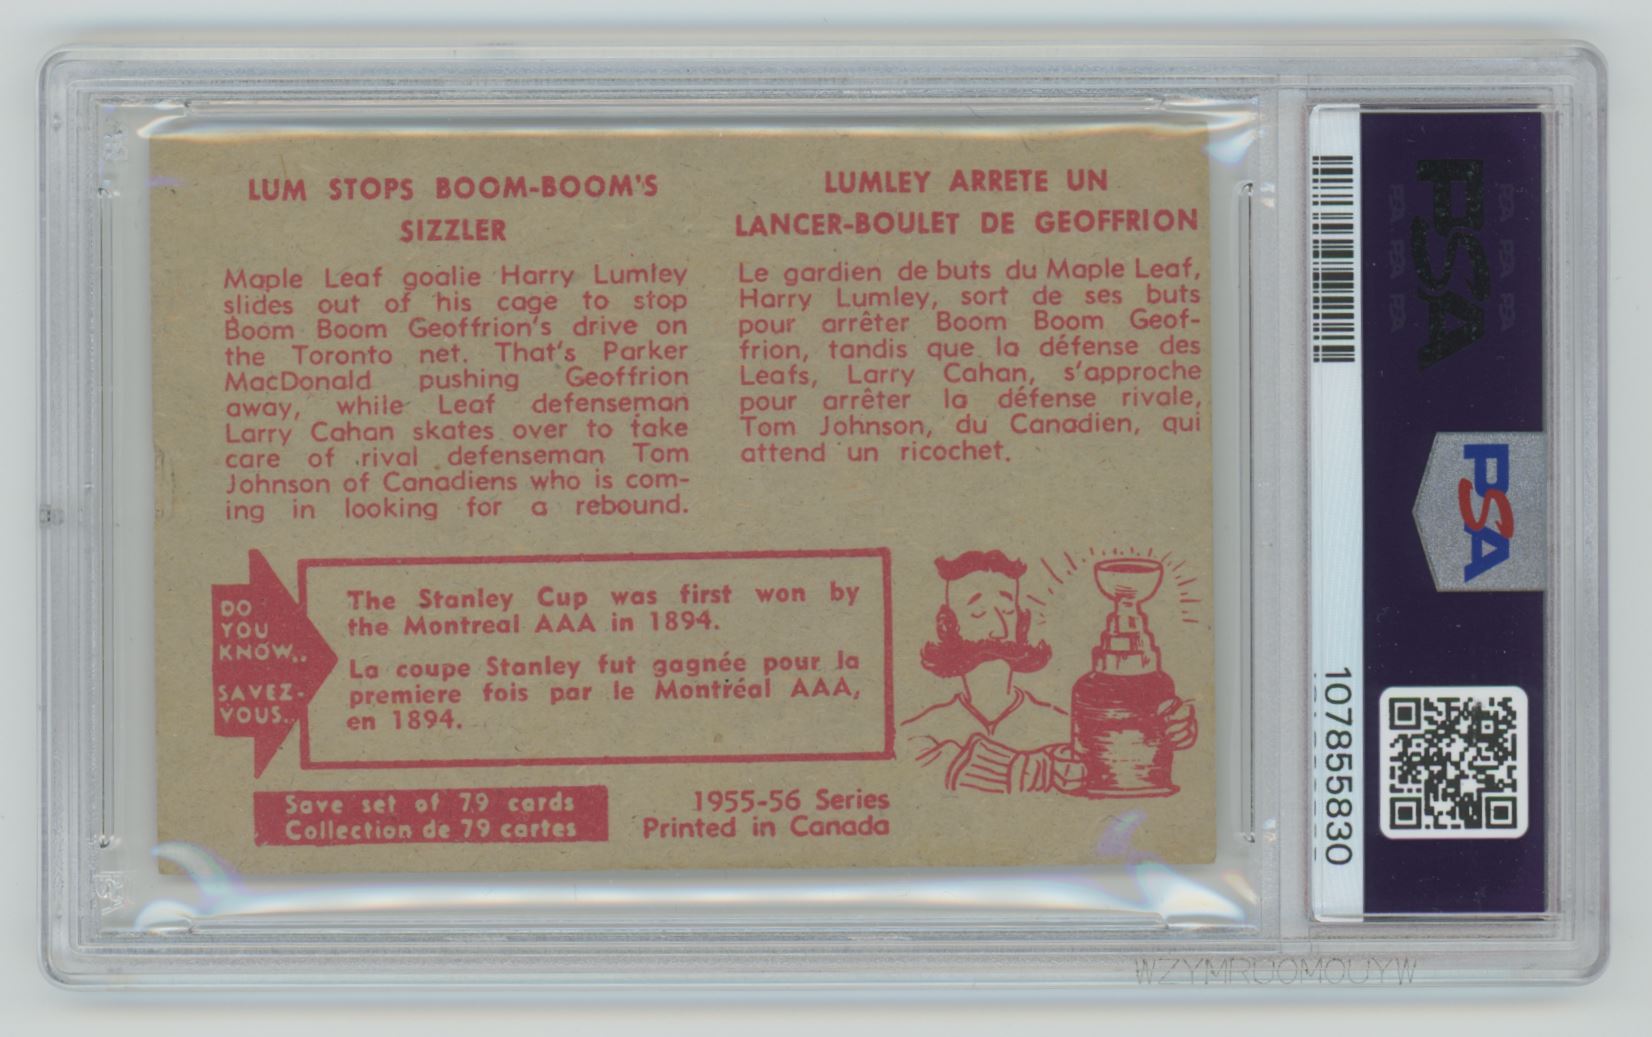 LUM STOPS BOOM-BOOM'S
SIZZLER
Maple Leaf goalie Harry Lumley
slides out of his cage to stop
Boom Boom Geoffrion's drive on
the Toronto net. That's Parker
MacDonald pushing Geoffrion
away, while Leaf defenseman
Larry Cahan skates over to take
care of rival defenseman Tom
Johnson of Canadiens who is com-
ing in looking for a rebound.
LUMLEY ARRETE UN
LANCER-BOULET DE GEOFFRION
Le gardien de buts du Maple Leaf,
Harry Lumley, sort de ses buts
pour arrêter Boom Boom Geof-
frion, tandis que la défense des
Leafs, Larry Cahan, s'approche
pour arrêter la défense rivale,
Tom Johnson, du Canadien, qui
attend un ricochet.
DO
YOU
KNOW..
SAVEZ-
VOUS..
The Stanley Cup was first won by
the Montreal AAA in 1894.
La coupe Stanley fut gagnée pour la
premiere fois par le Montréal AAA,
en 1894.
Save set of 79 cards
Collection de 79 cartes
1955-56 Series
Printed in Canada
PSA
PSA
107855830
WZYMRUOMOUYW